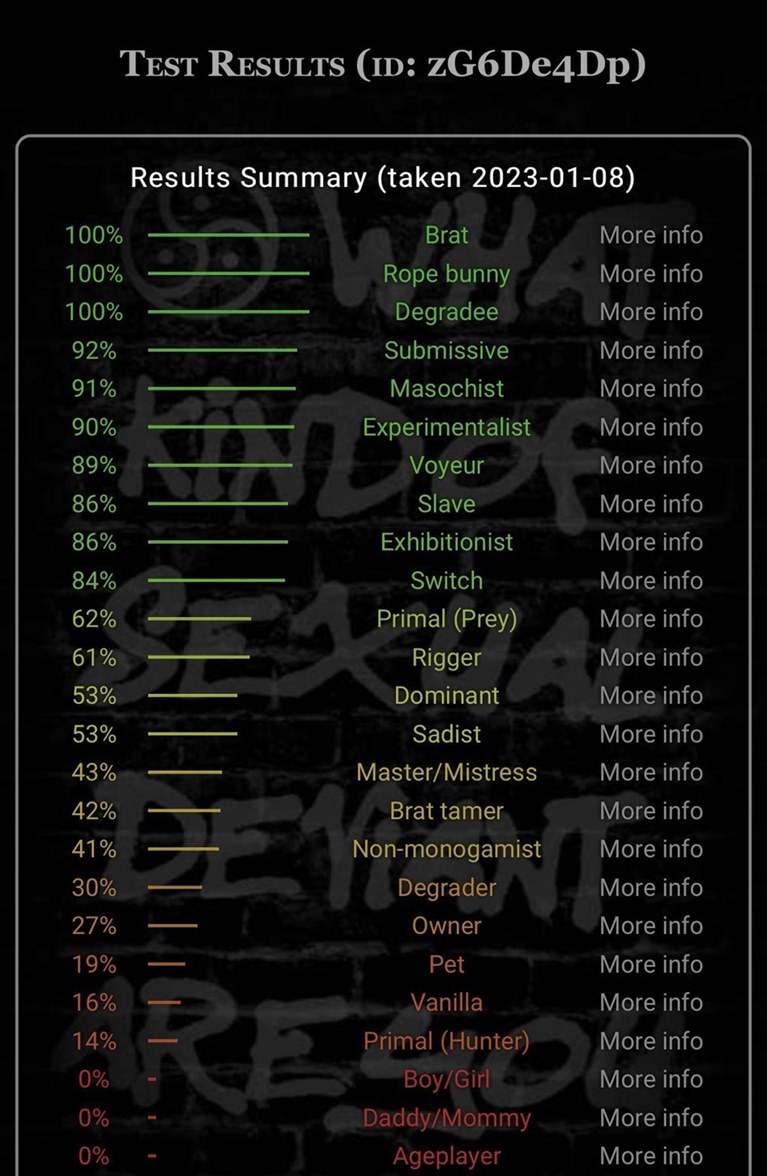 Test Results (id: zG6De4Dp)
Results Summary (taken 2023-01-08)
100% Brat More info
100% Rope bunny More info
100% Degradee More info
92% Submissive More info
91% Masochist More info
90% Experimentalist More info
89% Voyeur More info
86% Slave More info
86% Exhibitionist More info
84% Switch More info
62% Primal (Prey) More info
61% Rigger More info
53% Dominant More info
53% Sadist More info
43% Master/Mistress More info
42% Brat tamer More info
41% Non-monogamist More info
30% Degrader More info
27% Owner More info
19% Pet More info
16% Vanilla More info
14% Primal (Hunter) More info
0% Boy/Girl More info
0% Daddy/Mommy More info
0% Ageplayer More info
WHAT
KiND OF
SEXUAL
DEViANT
ARE YOU